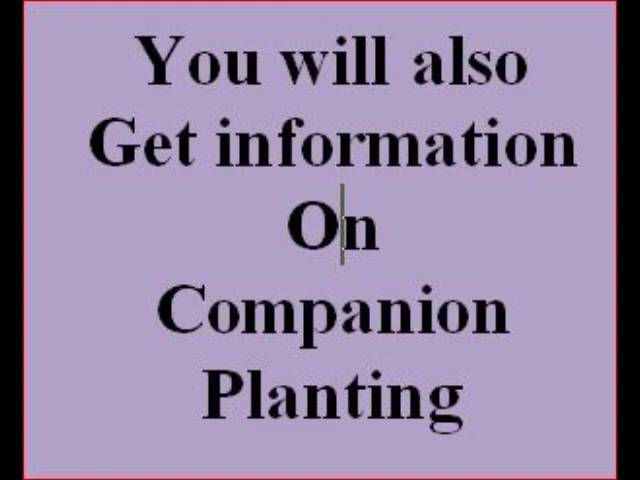 You will also
Get information
On
Companion
Planting